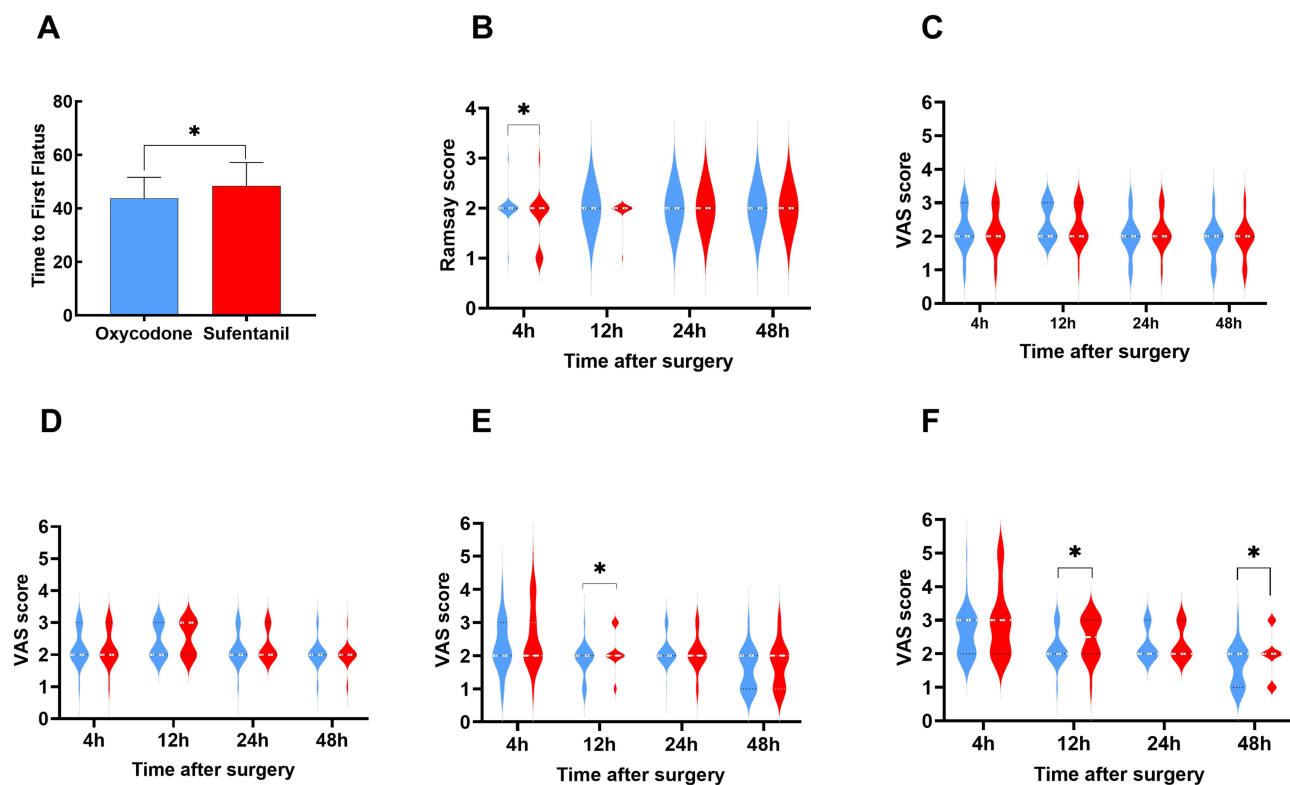 A
Time to First Flatus
80
60
40
20
0
*
Oxycodone Sufentanil
B
Ramsay score
4
3
2
1
0
*
4h 12h 24h 48h
Time after surgery
C
VAS score
6
5
4
3
2
1
0
4h 12h 24h 48h
Time after surgery
D
VAS score
6
5
4
3
2
1
0
4h 12h 24h 48h
Time after surgery
E
VAS score
6
5
4
3
2
1
0
*
4h 12h 24h 48h
Time after surgery
F
VAS score
6
5
4
3
2
1
0
* *
4h 12h 24h 48h
Time after surgery